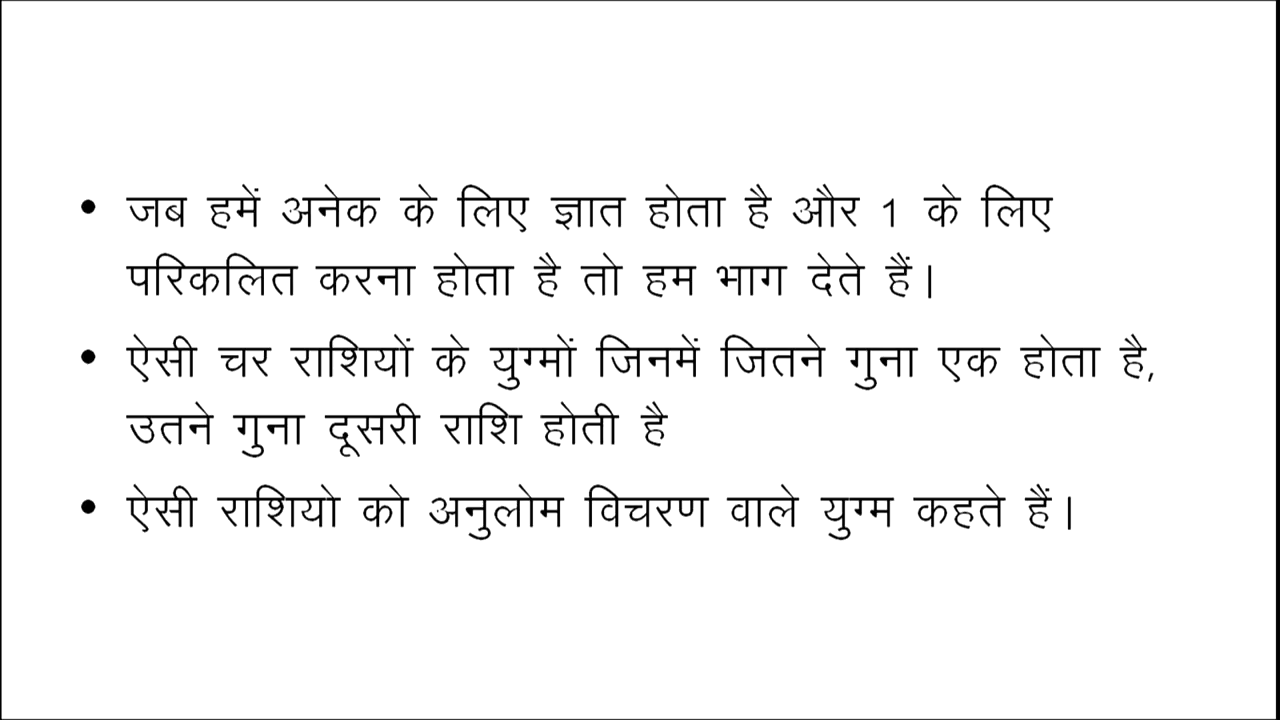 • जब हमें अनेक के लिए ज्ञात होता है और 1 के लिए
परिकलित करना होता है तो हम भाग देते हैं।
• ऐसी चर राशियों के युग्मों जिनमें जितने गुना एक होता है,
उतने गुना दूसरी राशि होती है
• ऐसी राशियो को अनुलोम विचरण वाले युग्म कहते हैं।